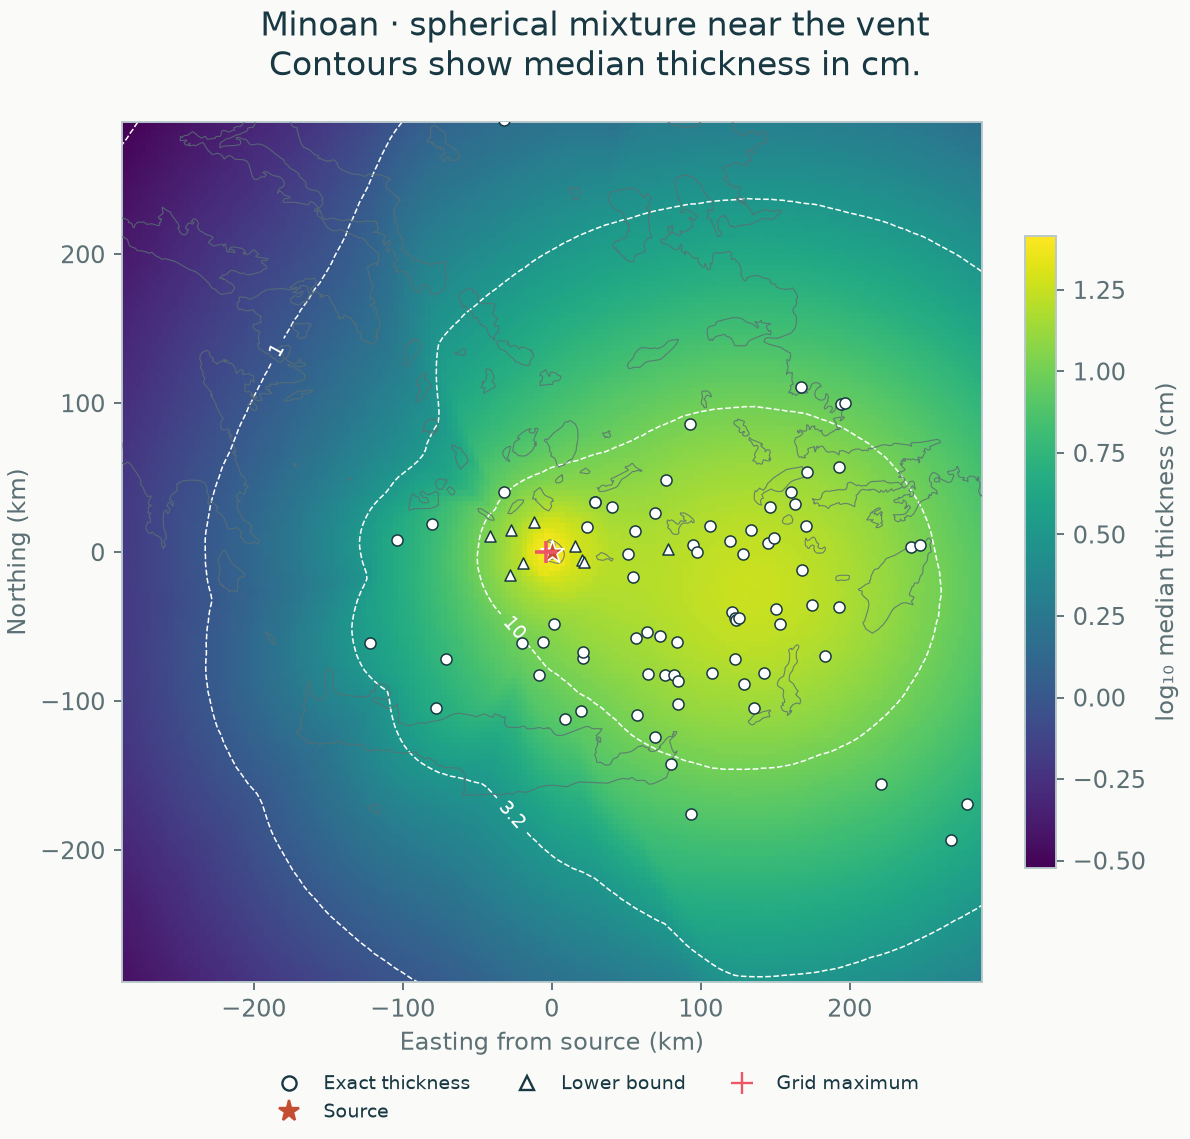 Minoan · spherical mixture near the vent
Contours show median thickness in cm.
Northing (km)
200
100
0
−100
−200
1
10
3.2
−200
−100
0
100
200
Easting from source (km)
1.25
1.00
0.75
0.50
0.25
0.00
−0.25
−0.50
log₁₀ median thickness (cm)
Exact thickness
Lower bound
Grid maximum
Source